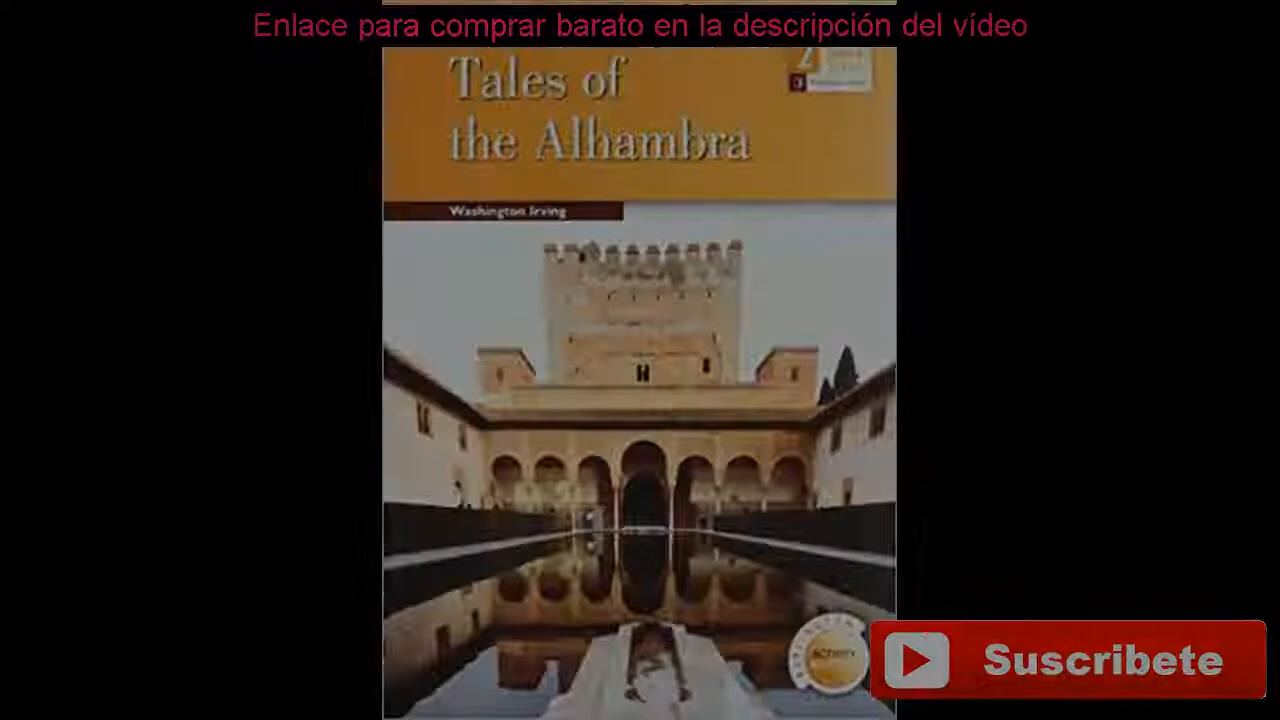 Enlace para comprar barato en la descripción del vídeo
Tales of
the Alhambra
Washington Irving
Suscribete